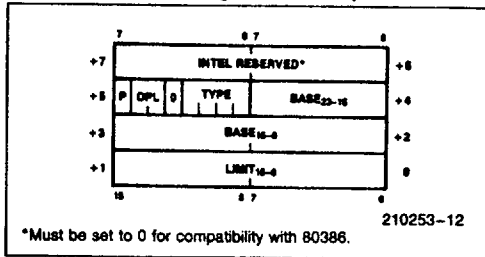 7 0 7 0
+7 INTEL RESERVED* +6
+5 P DPL 0 TYPE BASE23-16 +4
+3 BASE15-0 +2
+1 LIMIT15-0 0
15 8 7 0
210253-12
*Must be set to 0 for compatibility with 80386.